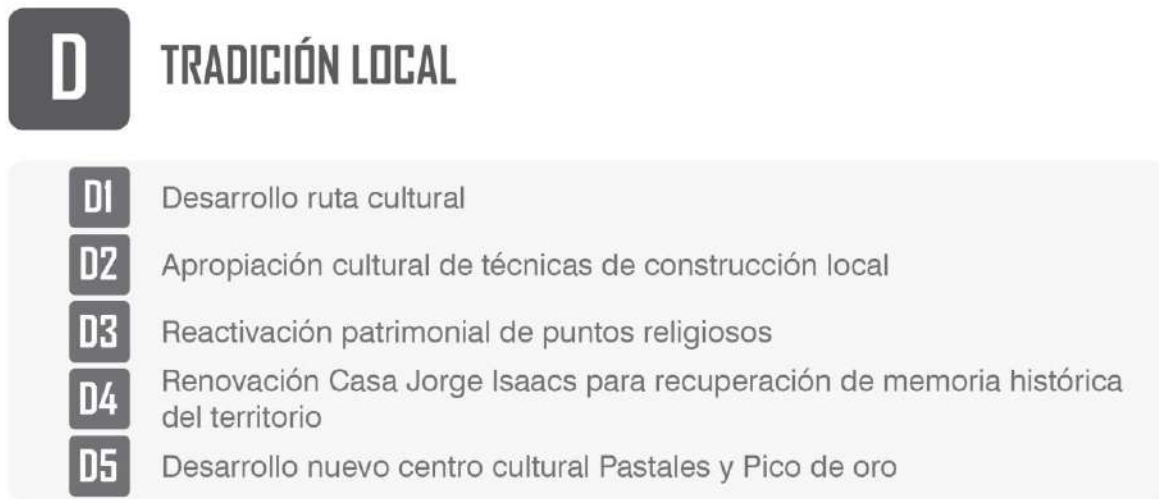 D
TRADICIÓN LOCAL
D1 Desarrollo ruta cultural
D2 Apropiación cultural de técnicas de construcción local
D3 Reactivación patrimonial de puntos religiosos
D4 Renovación Casa Jorge Isaacs para recuperación de memoria histórica
del territorio
D5 Desarrollo nuevo centro cultural Pastales y Pico de oro